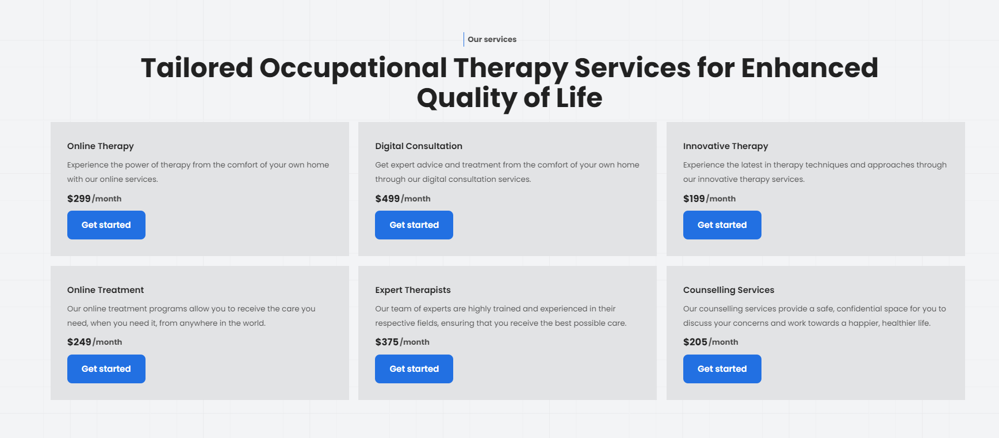 Our services
Tailored Occupational Therapy Services for Enhanced
Quality of Life
Online Therapy
Experience the power of therapy from the comfort of your own home
with our online services.
$299/month
Get started
Digital Consultation
Get expert advice and treatment from the comfort of your own home
through our digital consultation services.
$499/month
Get started
Innovative Therapy
Experience the latest in therapy techniques and approaches through
our innovative therapy services.
$199/month
Get started
Online Treatment
Our online treatment programs allow you to receive the care you
need, when you need it, from anywhere in the world.
$249/month
Get started
Expert Therapists
Our team of experts are highly trained and experienced in their
respective fields, ensuring that you receive the best possible care.
$375/month
Get started
Counselling Services
Our counselling services provide a safe, confidential space for you to
discuss your concerns and work towards a happier, healthier life.
$205/month
Get started